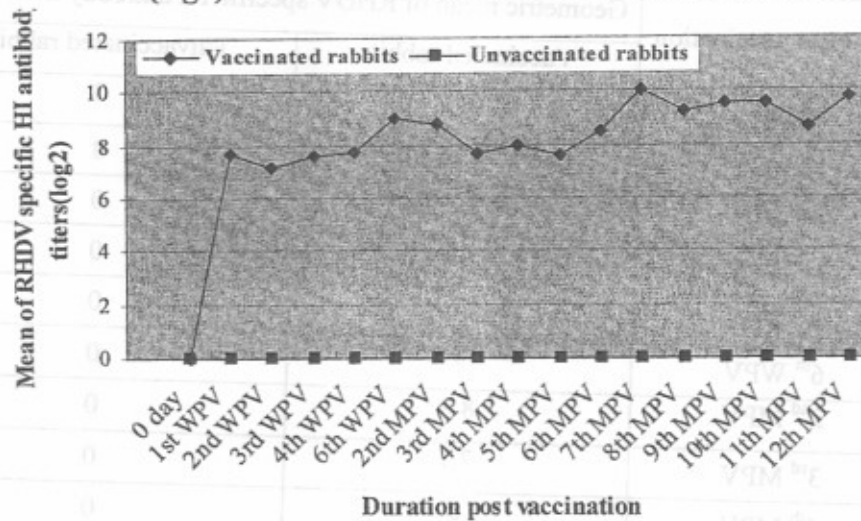 Mean of RHDV specific HI antibod
titers(log2)
12
10
8
6
4
2
0
Vaccinated rabbits
Unvaccinated rabbits
0 day
1st WPV
2nd WPV
3rd WPV
4th WPV
6th WPV
2nd MPV
3rd MPV
4th MPV
5th MPV
6th MPV
7th MPV
8th MPV
9th MPV
10th MPV
11th MPV
12th MPV
Duration post vaccination